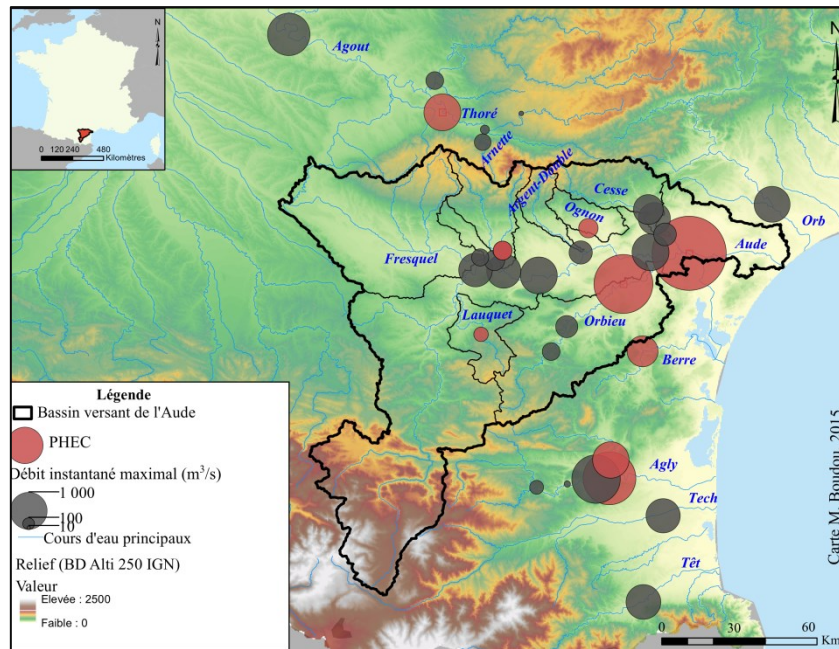 N
0 120 240 480
Kilomètres
N
Agout
Thoré
Arnette
Argent-Double
Cesse
Ognon
Orb
Aude
Fresquel
Lauquet
Orbieu
Berre
Agly
Tech
Têt
Légende
Bassin versant de l'Aude
PHEC
Débit instantané maximal (m³/s)
1 000
100
10
Cours d'eau principaux
Relief (BD Alti 250 IGN)
Valeur
Elevée : 2500
Faible : 0
0 30 60
Km
Carte M. Boudou, 2015